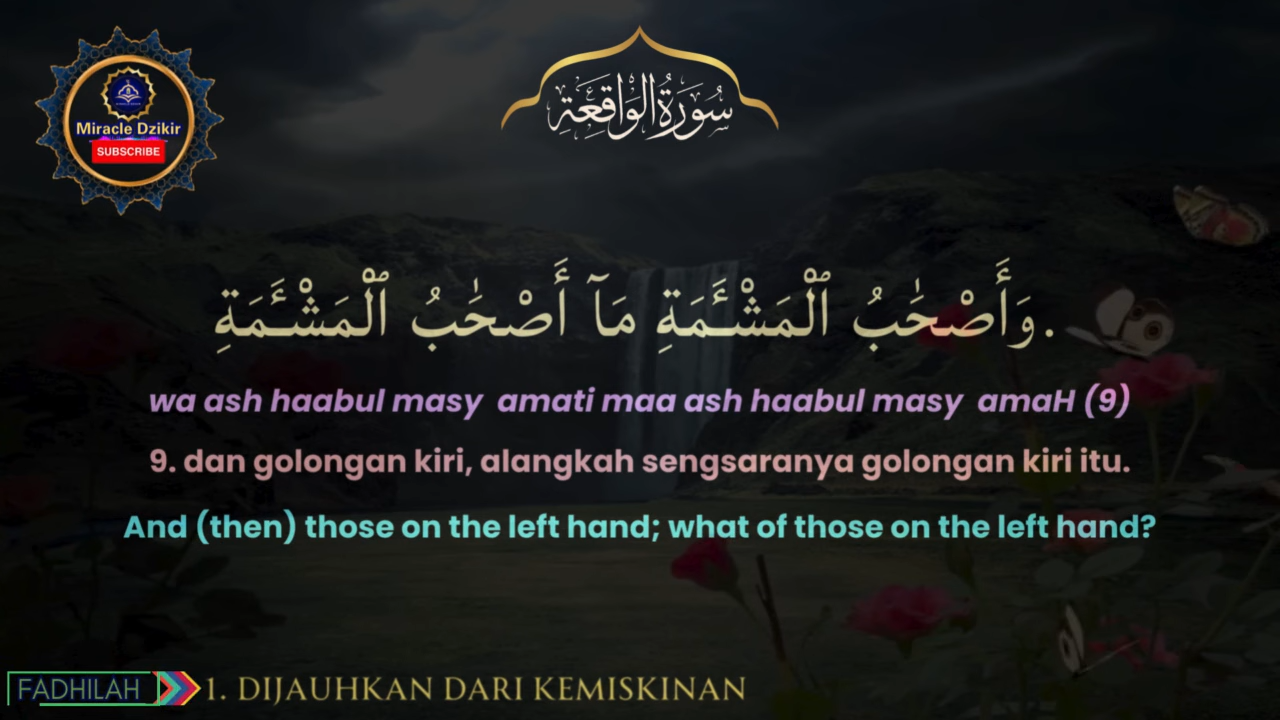 Miracle Dzikir
SUBSCRIBE
سُوْرَةُ الْوَاقِعَةِ
وَأَصْحَٰبُ ٱلْمَشْـَٔمَةِ مَآ أَصْحَٰبُ ٱلْمَشْـَٔمَةِ.
wa ash haabul masy amati maa ash haabul masy amaH (9)
9. dan golongan kiri, alangkah sengsaranya golongan kiri itu.
And (then) those on the left hand; what of those on the left hand?
FADHILAH 1. DIJAUHKAN DARI KEMISKINAN